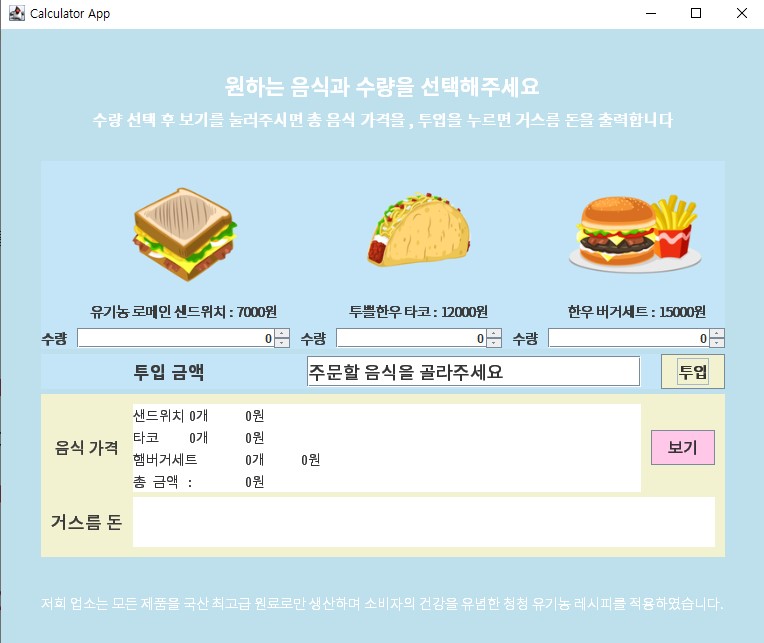 Calculator App
원하는 음식과 수량을 선택해주세요
수량 선택 후 보기를 눌러주시면 총 음식 가격을 , 투입을 누르면 거스름 돈을 출력합니다
유기농 로메인 샌드위치 : 7000원
투쁠한우 타코 : 12000원
한우 버거세트 : 15000원
수량 0 수량 0 수량 0
투입 금액 주문할 음식을 골라주세요 투입
음식 가격
샌드위치 0개 0원
타코 0개 0원
햄버거세트 0개 0원
총 금액 : 0원
보기
거스름 돈
저희 업소는 모든 제품을 국산 최고급 원료로만 생산하며 소비자의 건강을 유념한 청정 유기농 레시피를 적용하였습니다.